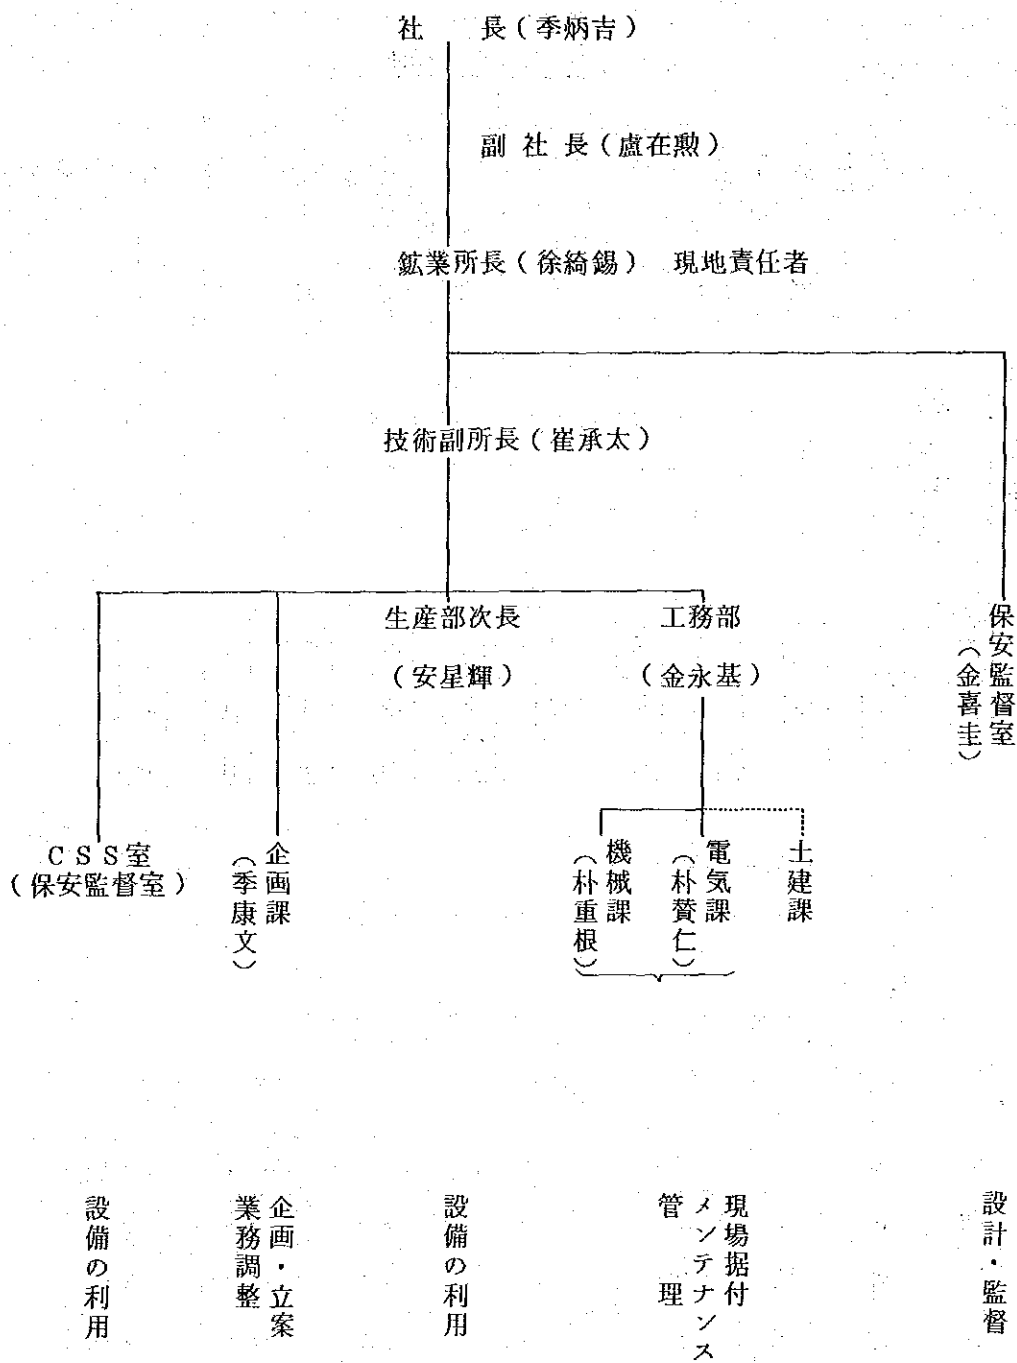 社　長（季炳吉）
副 社 長（盧在勲）
鉱業所長（徐綺錫）　現地責任者
技術副所長（崔承太）
生産部次長
（安星輝）
工務部
（金永基）
保安監督室
（金喜圭）
CSS室
（保安監督室）
企画課
（季康文）
機械課
（朴重根）
電気課
（朴賛仁）
土建課
設備の利用
企画・立案
業務調整
設備の利用
現場据付
メンテナンス
管　理
設計・監督